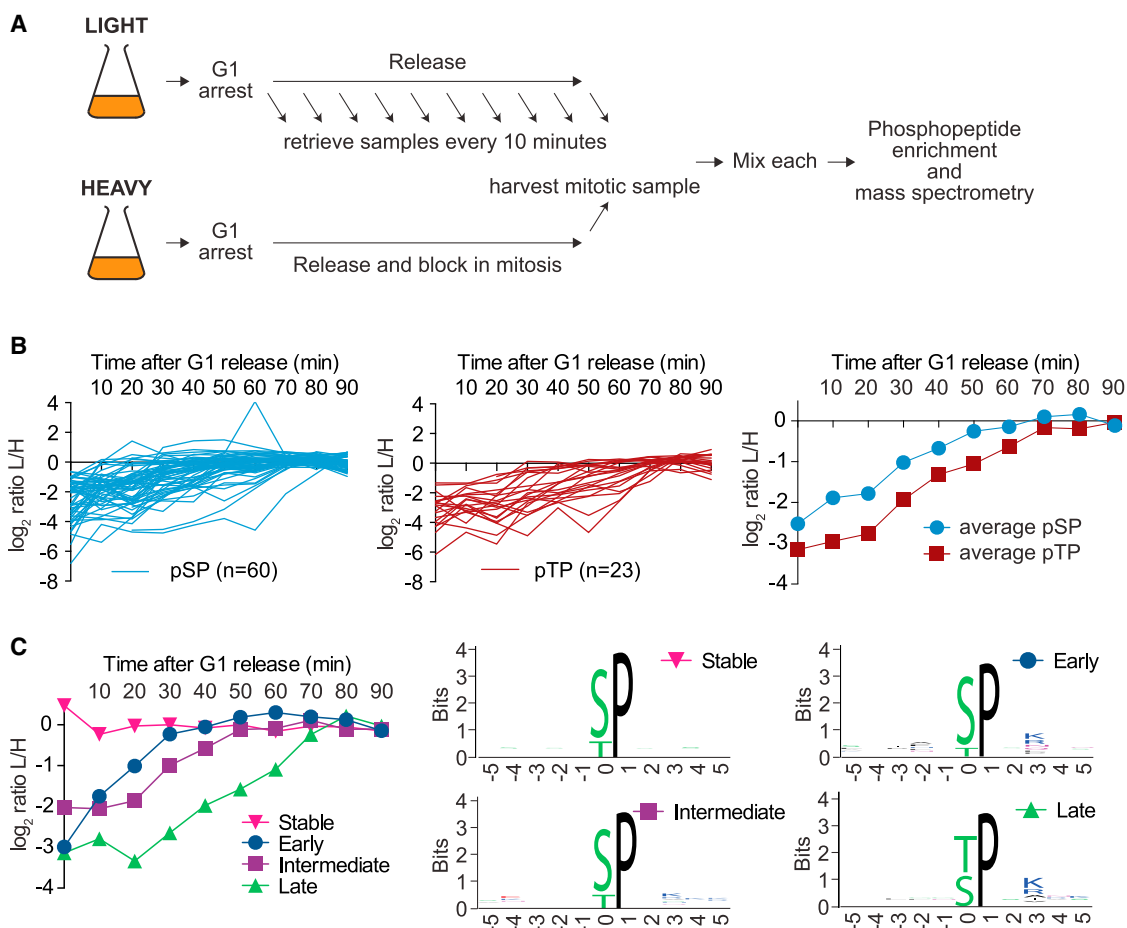 A
LIGHT
G1
arrest
Release
retrieve samples every 10 minutes
HEAVY
G1
arrest
Release and block in mitosis
harvest mitotic sample
Mix each
Phosphopeptide
enrichment
and
mass spectrometry
B
Time after G1 release (min)
10 20 30 40 50 60 70 80 90
log2 ratio L/H
4
2
0
-2
-4
-6
-8
pSP (n=60)
Time after G1 release (min)
10 20 30 40 50 60 70 80 90
log2 ratio L/H
4
2
0
-2
-4
-6
-8
pTP (n=23)
Time after G1 release (min)
10 20 30 40 50 60 70 80 90
log2 ratio L/H
0
-1
-2
-3
-4
average pSP
average pTP
C
Time after G1 release (min)
10 20 30 40 50 60 70 80 90
log2 ratio L/H
0
-1
-2
-3
-4
Stable
Early
Intermediate
Late
Bits
4
3
2
1
0
S
T
P
Stable
-5 -4 -3 -2 -1 0 1 2 3 4 5
Bits
4
3
2
1
0
S
T
P
K
R
Early
-5 -4 -3 -2 -1 0 1 2 3 4 5
Bits
4
3
2
1
0
S
T
P
Intermediate
-5 -4 -3 -2 -1 0 1 2 3 4 5
Bits
4
3
2
1
0
T
S
P
K
R
Late
-5 -4 -3 -2 -1 0 1 2 3 4 5